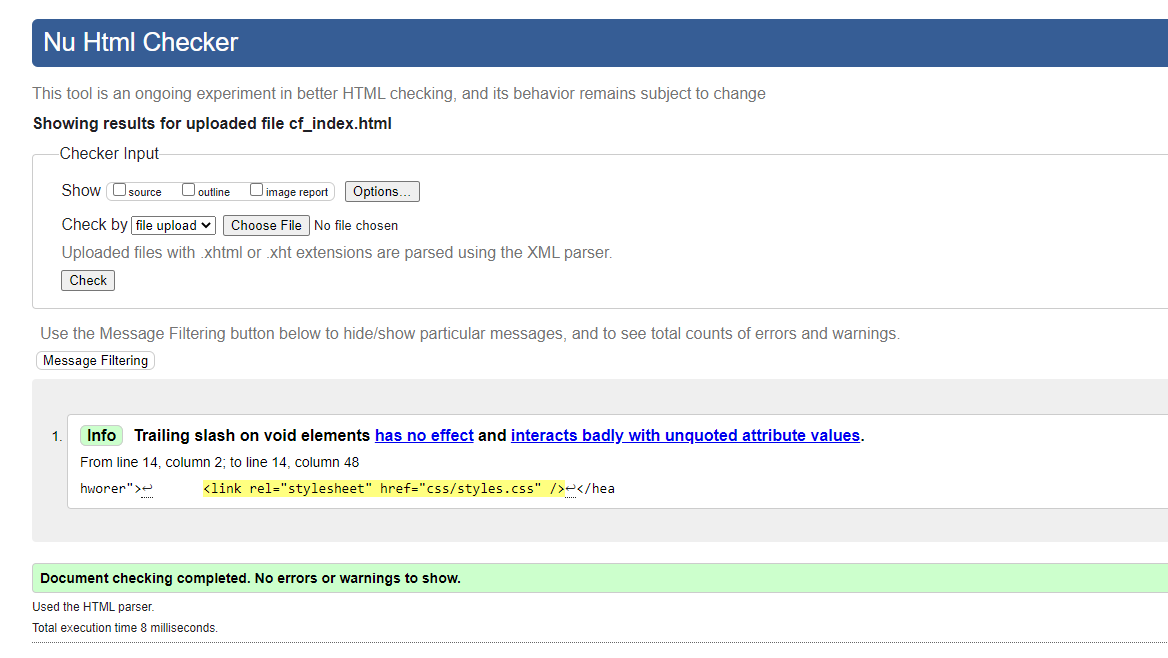 Nu Html Checker
This tool is an ongoing experiment in better HTML checking, and its behavior remains subject to change
Showing results for uploaded file cf_index.html
Checker Input
Show source outline image report Options...
Check by file upload Choose File No file chosen
Uploaded files with .xhtml or .xht extensions are parsed using the XML parser.
Check
Use the Message Filtering button below to hide/show particular messages, and to see total counts of errors and warnings.
Message Filtering
1. Info Trailing slash on void elements has no effect and interacts badly with unquoted attribute values.
From line 14, column 2; to line 14, column 48
hworer">↩ <link rel="stylesheet" href="css/styles.css" />↩</hea
Document checking completed. No errors or warnings to show.
Used the HTML parser.
Total execution time 8 milliseconds.